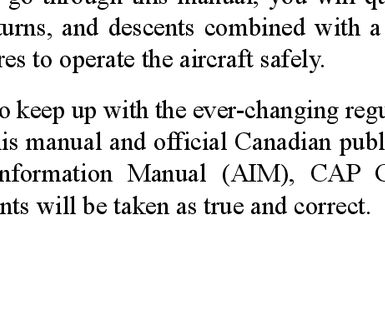 go through this manual, you will qu
turns, and descents combined with a
res to operate the aircraft safely.
o keep up with the ever-changing regu
is manual and official Canadian publ
nformation Manual (AIM), CAP G
nts will be taken as true and correct.